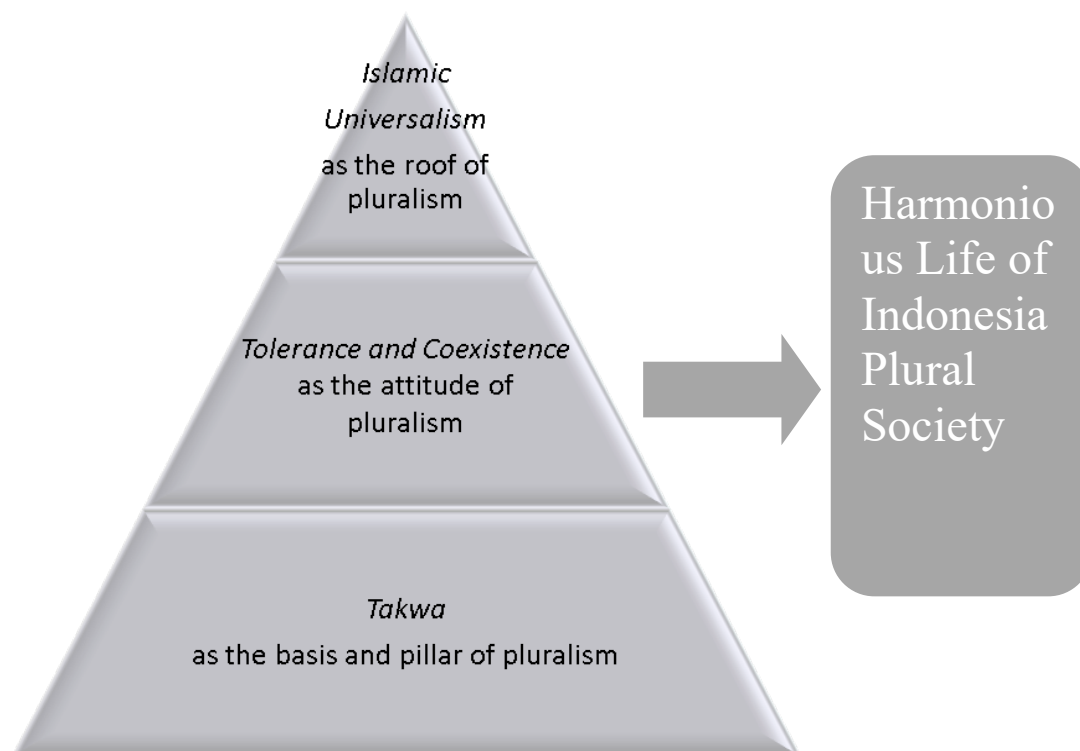 Islamic
Universalism
as the roof of
pluralism
Tolerance and Coexistence
as the attitude of
pluralism
Takwa
as the basis and pillar of pluralism
Harmonio
us Life of
Indonesia
Plural
Society